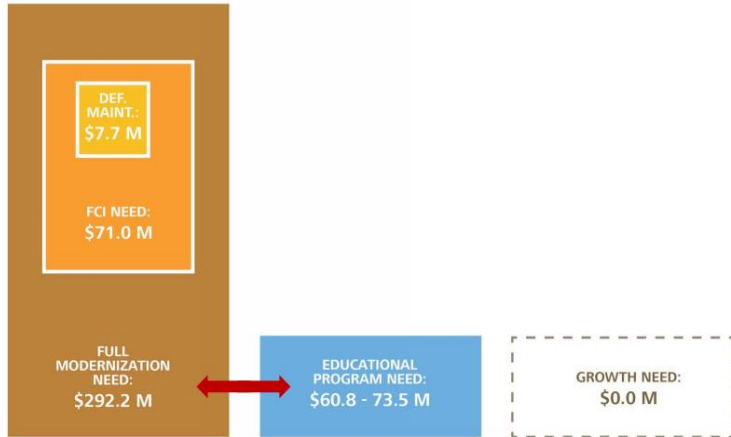 DEF.
MAINT.:
$7.7 M
FCI NEED:
$71.0 M
FULL
MODERNIZATION
NEED:
$292.2 M
EDUCATIONAL
PROGRAM NEED:
$60.8 - 73.5 M
GROWTH NEED:
$0.0 M